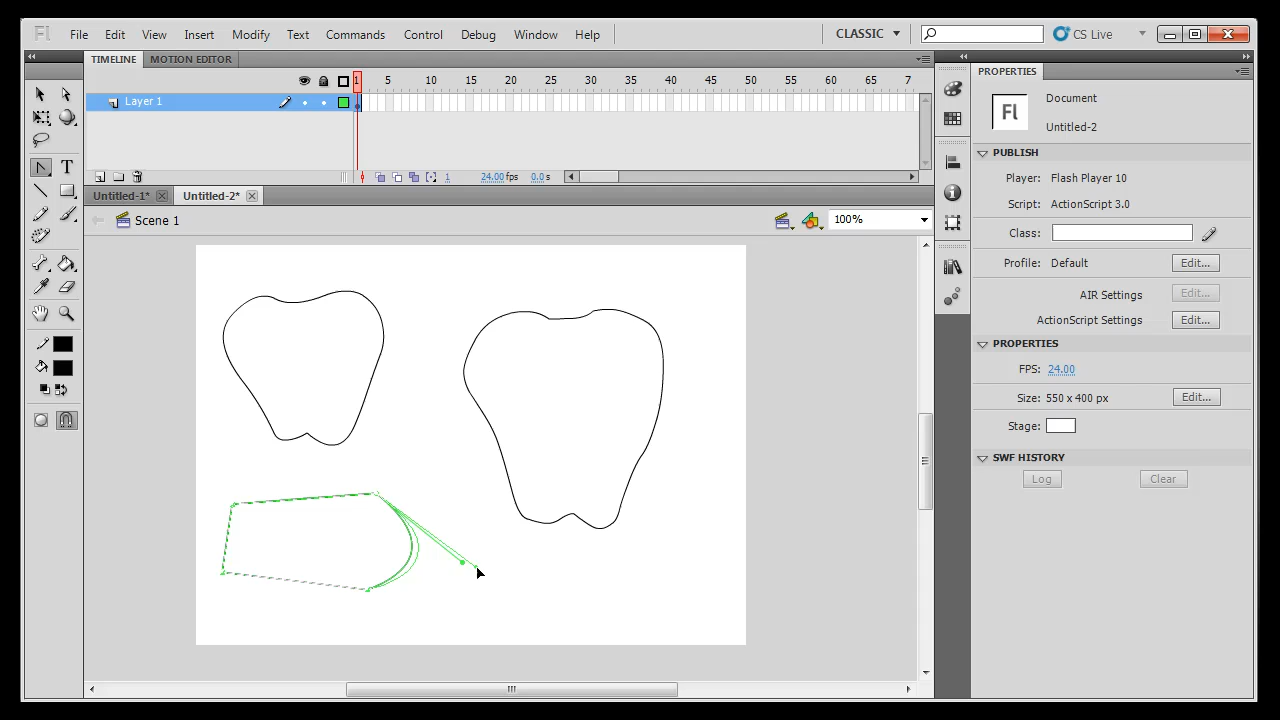 Fl File Edit View Insert Modify Text Commands Control Debug Window Help CLASSIC CS Live
TIMELINE MOTION EDITOR
1 5 10 15 20 25 30 35 40 45 50 55 60 65 7
Layer 1
1 24.00 fps 0.0 s
Untitled-1* Untitled-2*
Scene 1 100%
T
PROPERTIES
Fl Document
Untitled-2
PUBLISH
Player: Flash Player 10
Script: ActionScript 3.0
Class:
Profile: Default Edit...
AIR Settings Edit...
ActionScript Settings Edit...
PROPERTIES
FPS: 24.00
Size: 550 x 400 px Edit...
Stage:
SWF HISTORY
Log Clear